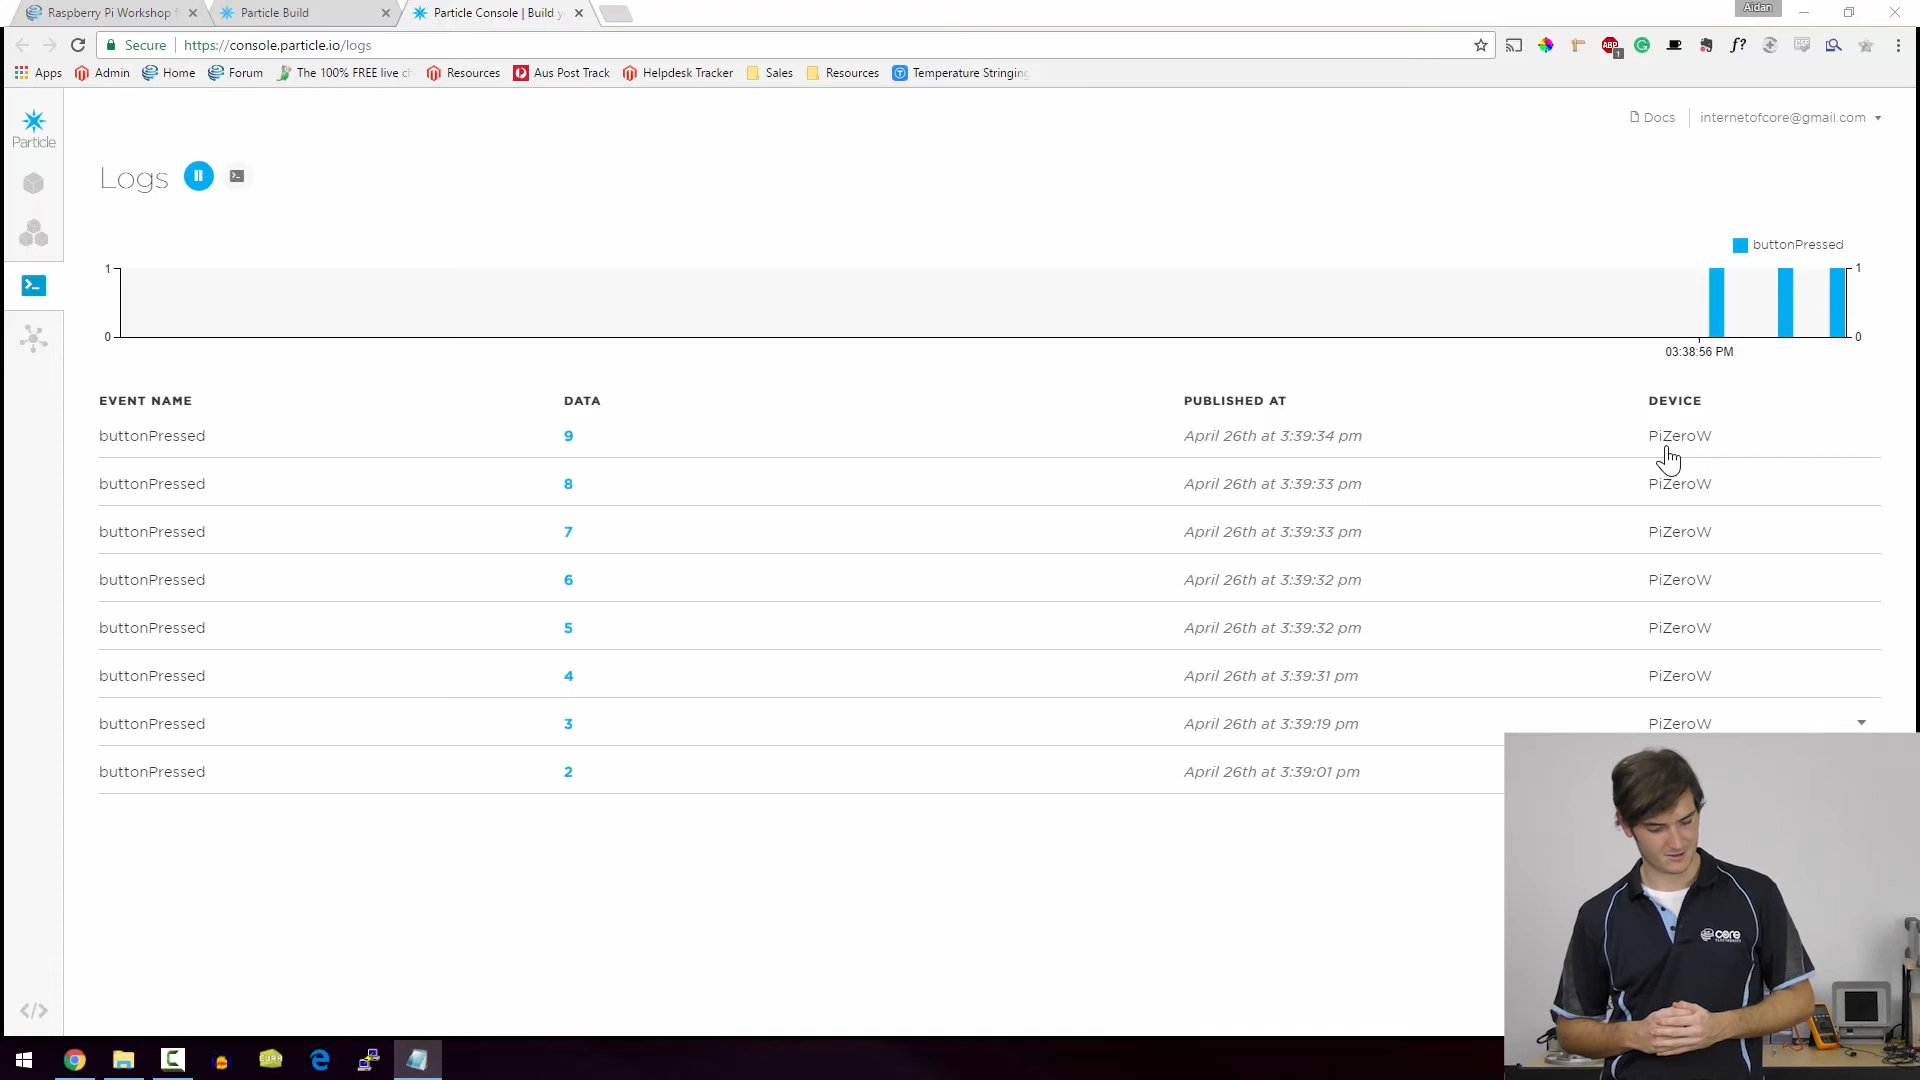 Raspberry Pi Workshop f
Particle Build
Particle Console | Build y
Aidan
Secure
https://console.particle.io/logs
ABP
1
f?
CSS
Apps
Admin
Home
Forum
The 100% FREE live c
Resources
Aus Post Track
Helpdesk Tracker
Sales
Resources
Temperature Stringin
Particle
Docs
internetofcore@gmail.com
Logs
buttonPressed
1
0
1
0
03:38:56 PM
EVENT NAME DATA PUBLISHED AT DEVICE
buttonPressed 9 April 26th at 3:39:34 pm PiZeroW
buttonPressed 8 April 26th at 3:39:33 pm PiZeroW
buttonPressed 7 April 26th at 3:39:33 pm PiZeroW
buttonPressed 6 April 26th at 3:39:32 pm PiZeroW
buttonPressed 5 April 26th at 3:39:32 pm PiZeroW
buttonPressed 4 April 26th at 3:39:31 pm PiZeroW
buttonPressed 3 April 26th at 3:39:19 pm PiZeroW
buttonPressed 2 April 26th at 3:39:01 pm
core
ELECTRONICS
CURA